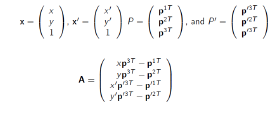 x = ( x y 1 ), x′ = ( x′ y′ 1 ) P = ( p¹ᵀ p²ᵀ p³ᵀ ), and P′ = ( p′¹ᵀ p′²ᵀ p′³ᵀ )
A = ( xp³ᵀ − p¹ᵀ
yp³ᵀ − p²ᵀ
x′p′³ᵀ − p′¹ᵀ
y′p′³ᵀ − p′²ᵀ )